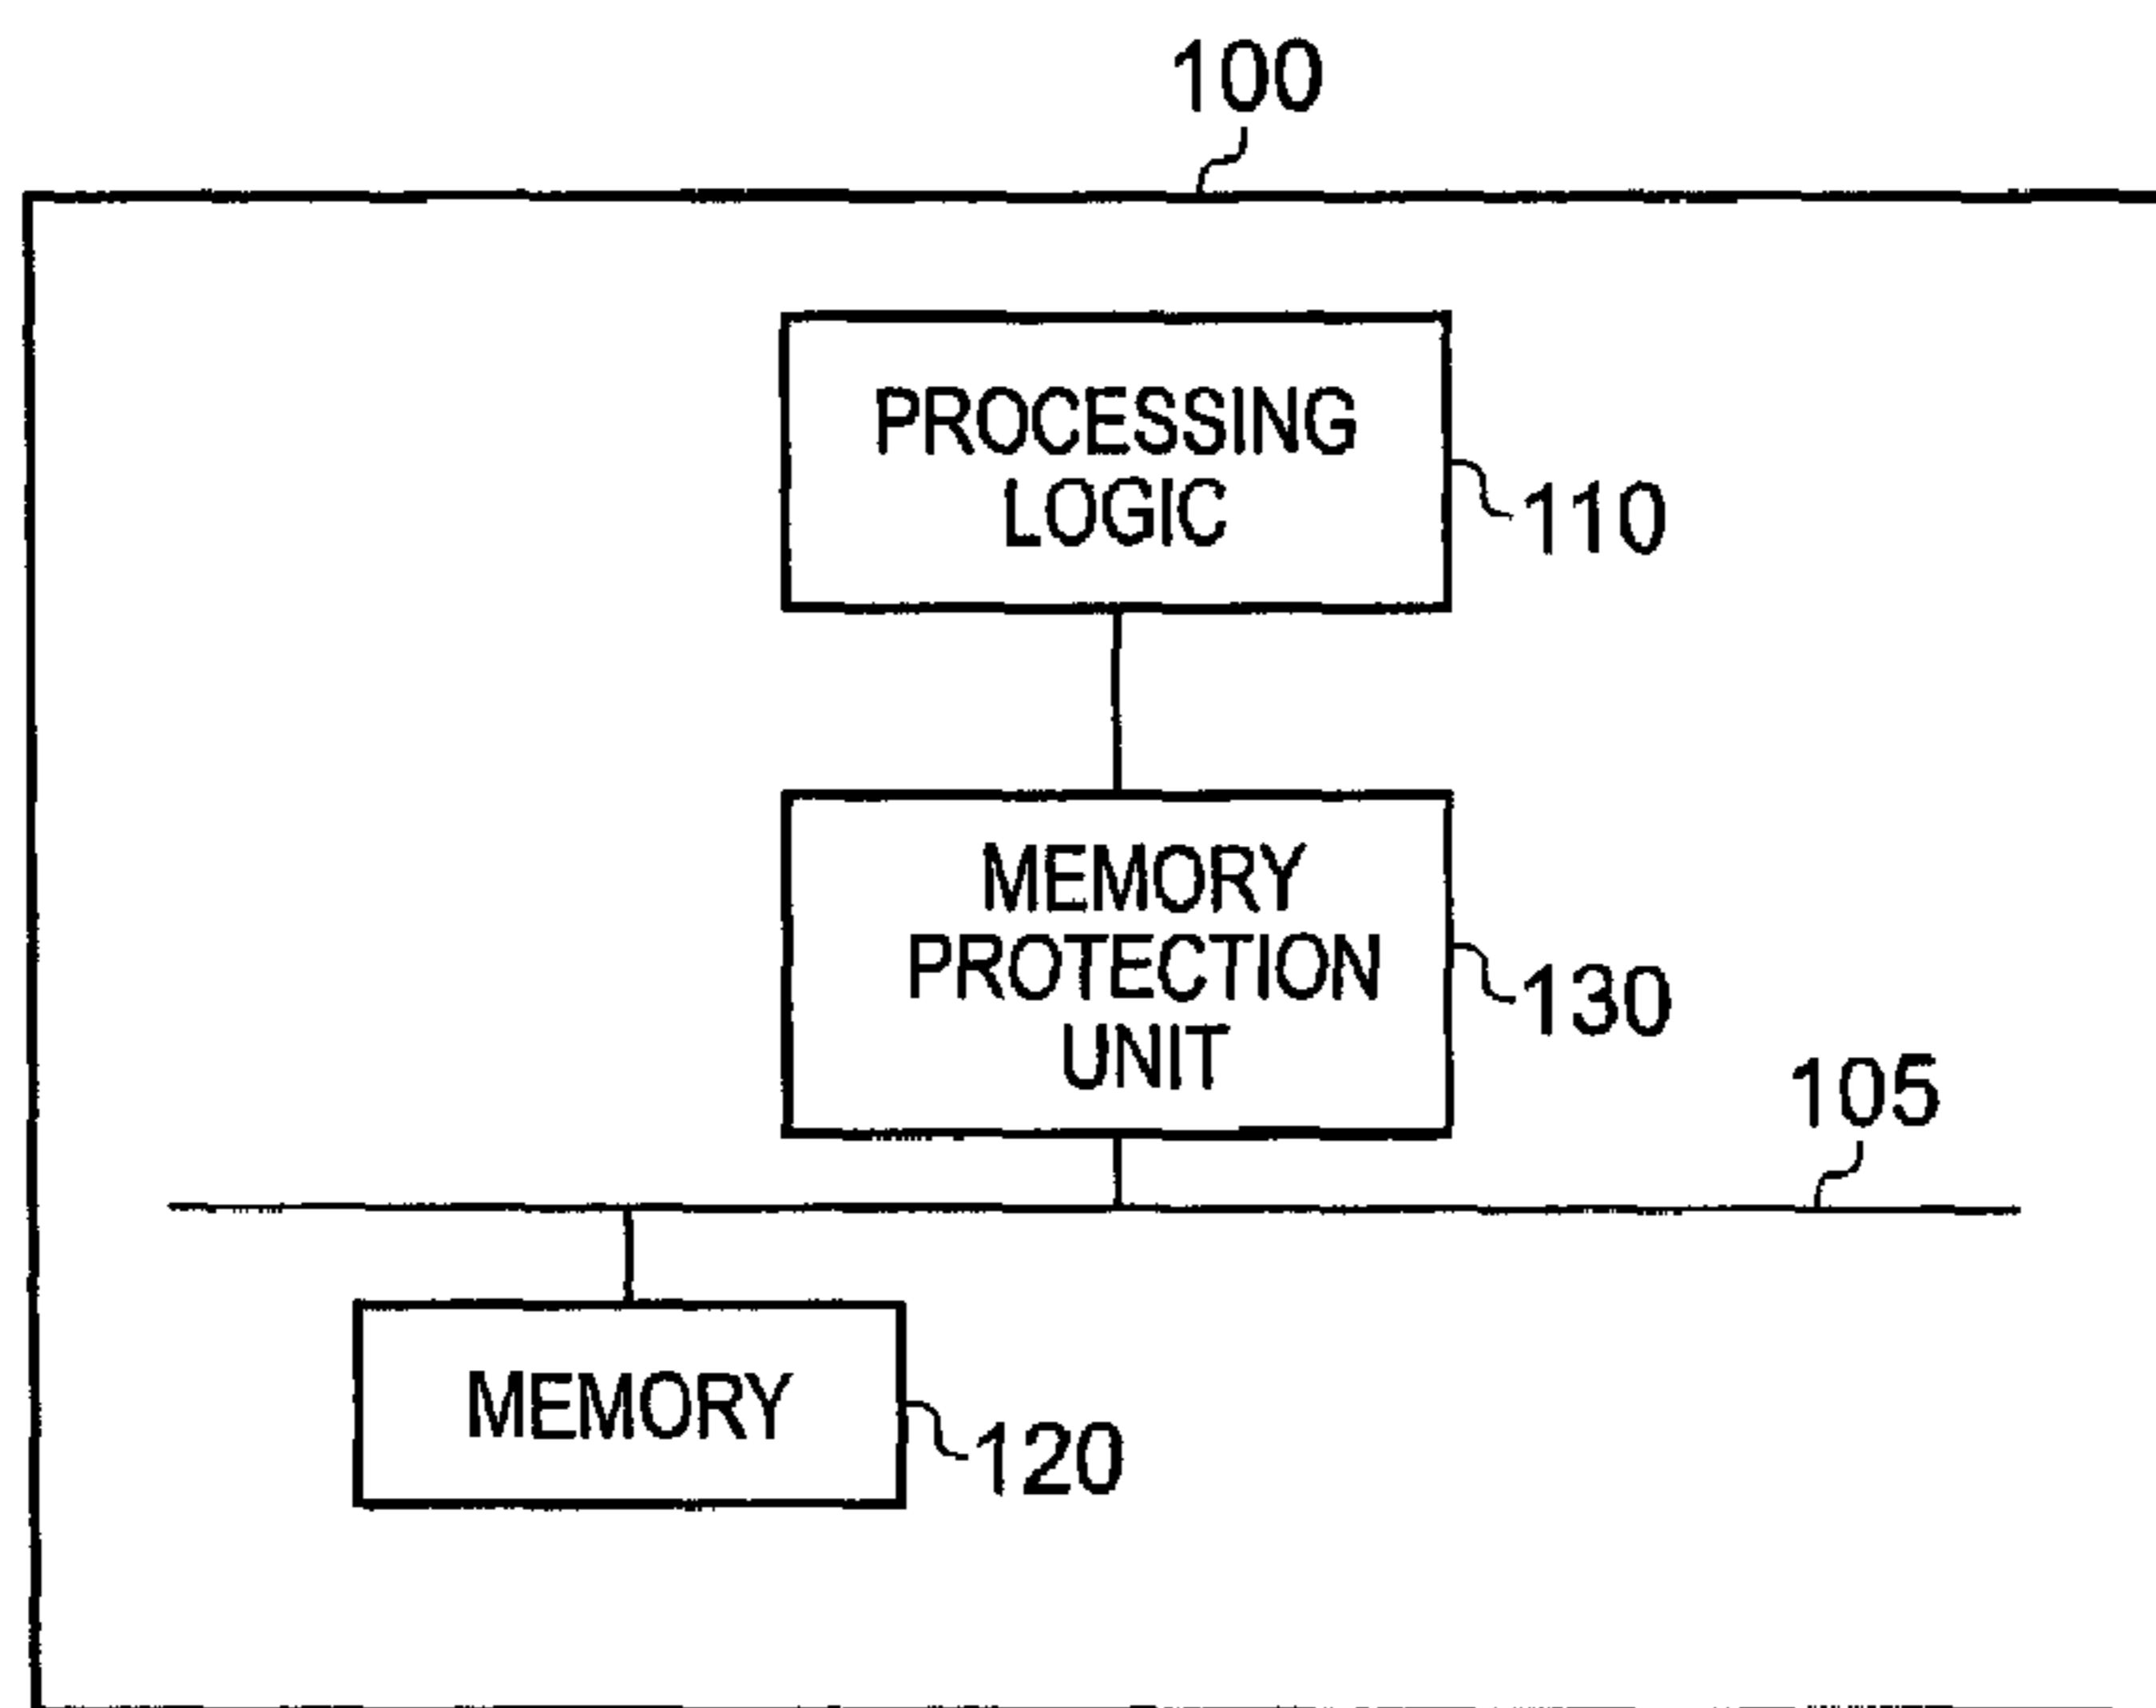 100
PROCESSING
LOGIC
110
MEMORY
PROTECTION
UNIT
130
105
MEMORY
120